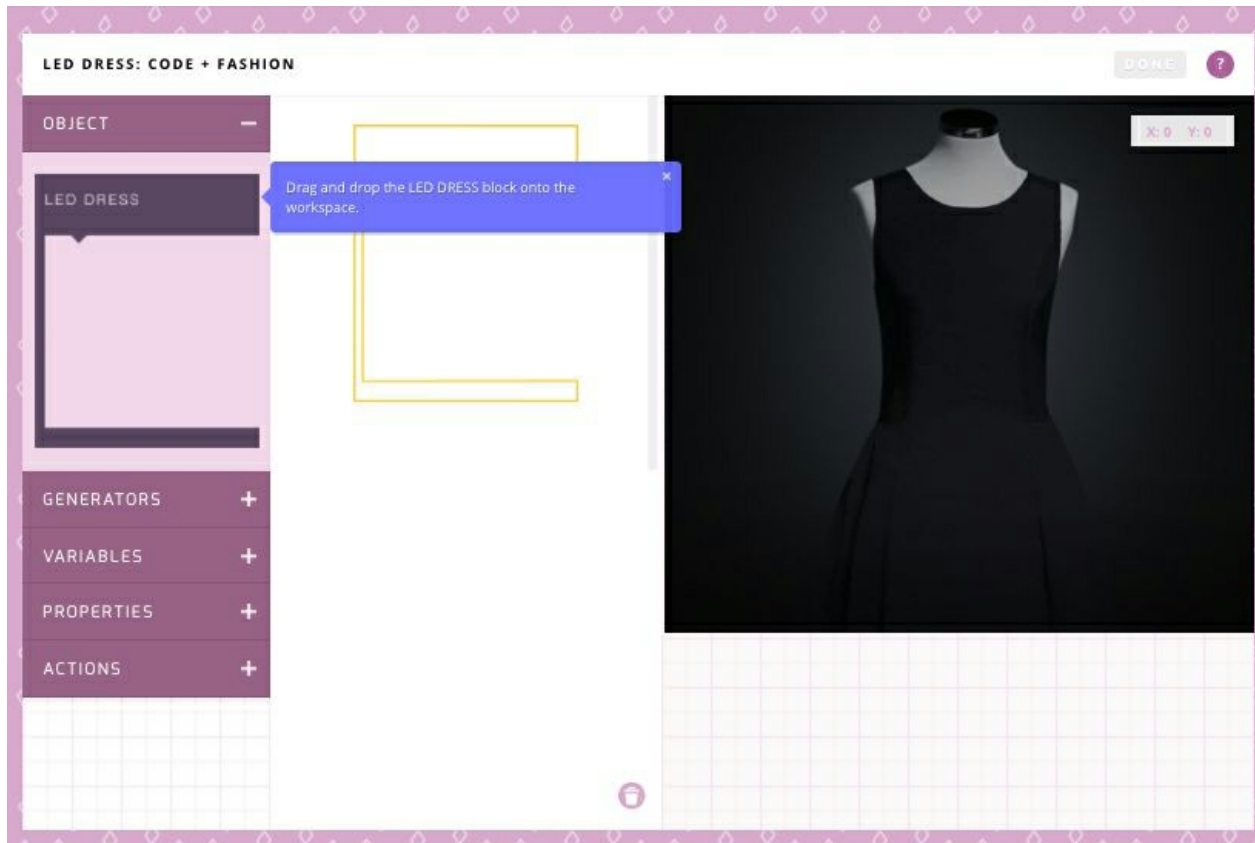 LED DRESS: CODE + FASHION
DONE
?
OBJECT
X: 0 Y: 0
LED DRESS
Drag and drop the LED DRESS block onto the
workspace.
GENERATORS
VARIABLES
PROPERTIES
ACTIONS